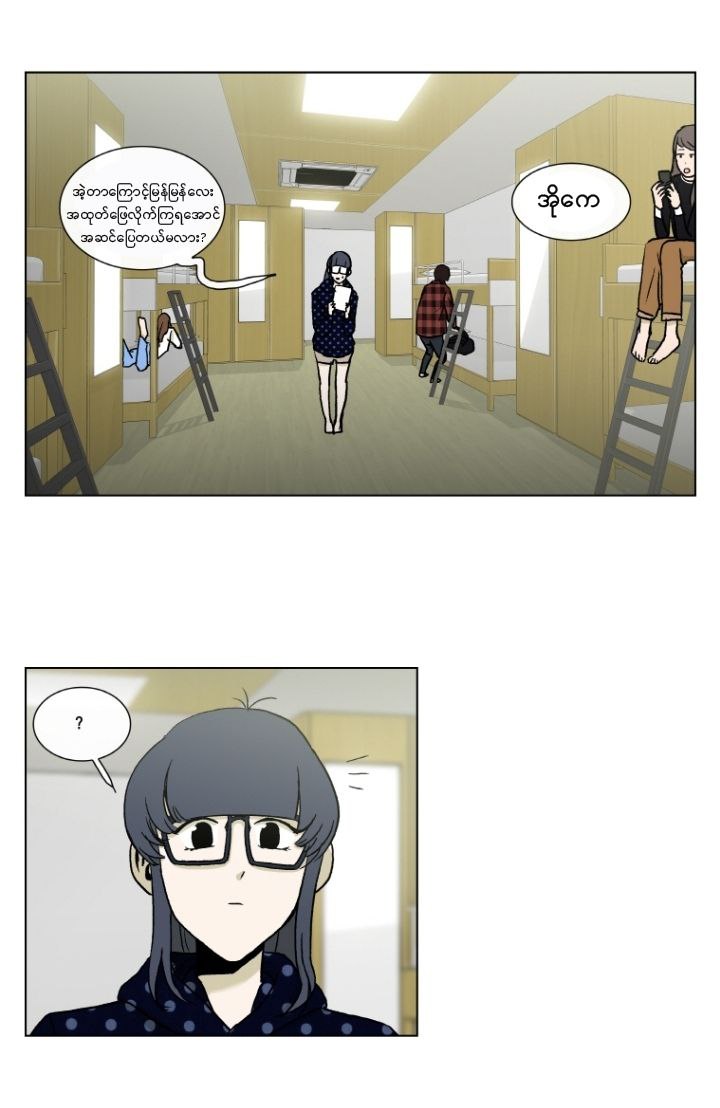 အဲ့တာကြောင့်မြန်မြန်လေး
အထုတ်ဖြေလိုက်ကြရအောင်
အဆင်ပြေတယ်မလား?
အိုကေ
?